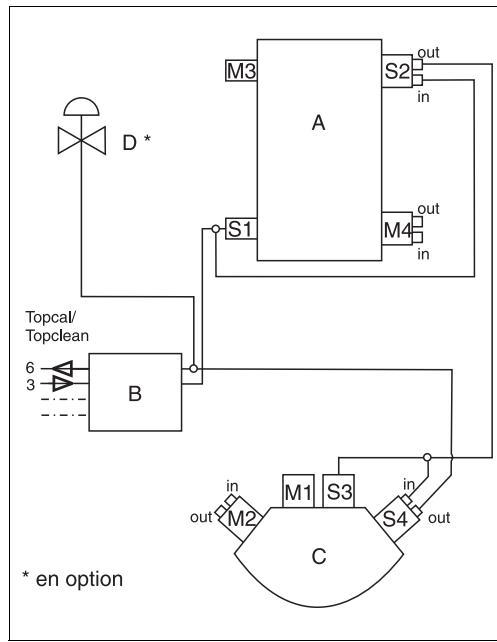 out
M3
S2
in
A
D *
out
S1
M4
in
Topcal/
Topclean
6
3
B
in
M1
S3
in
out
M2
S4
out
C
* en option